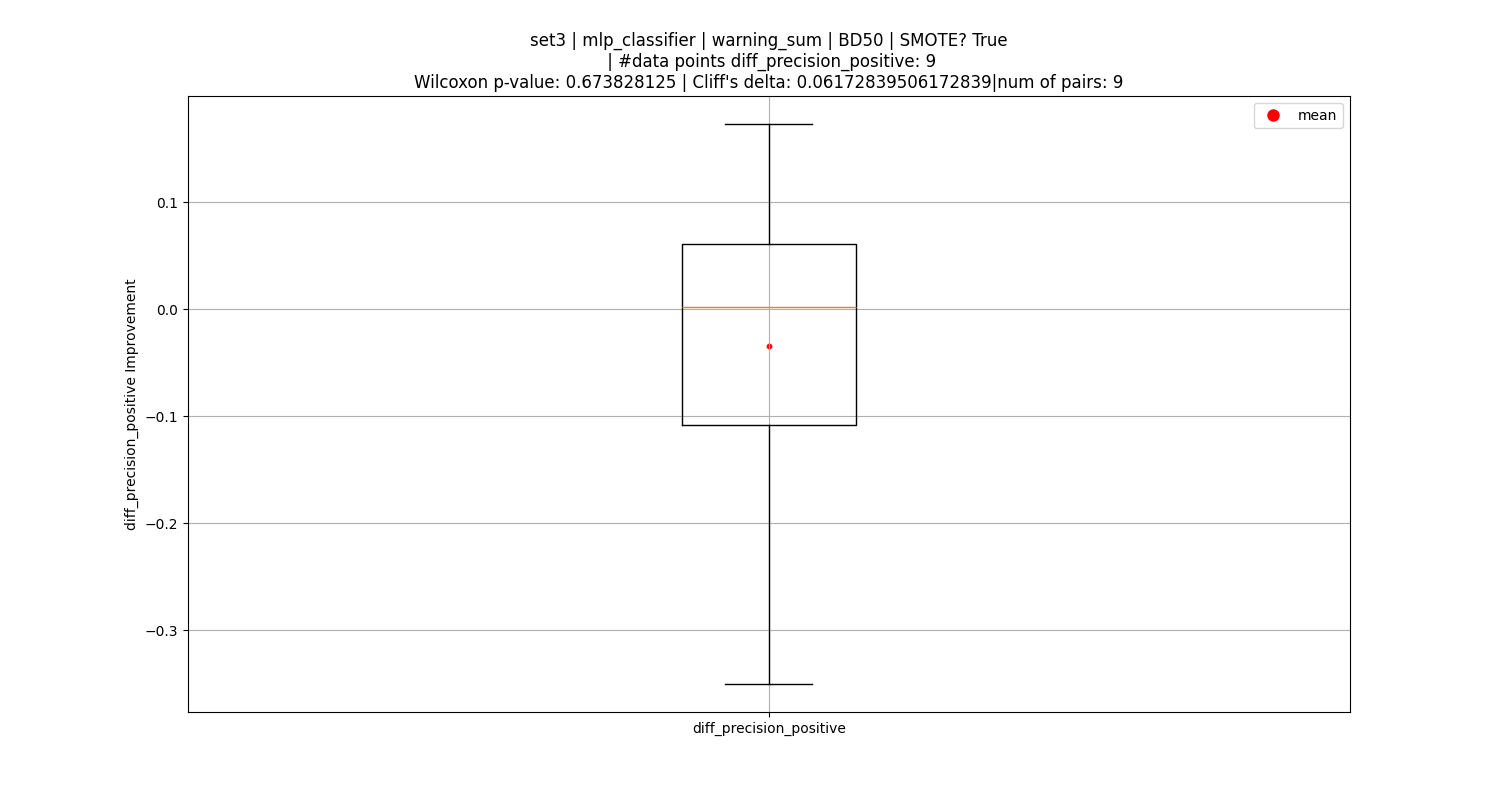 set3 | mlp_classifier | warning_sum | BD50 | SMOTE? True
| #data points diff_precision_positive: 9
Wilcoxon p-value: 0.673828125 | Cliff's delta: 0.06172839506172839|num of pairs: 9
mean
0.1
0.0
−0.1
−0.2
−0.3
diff_precision_positive Improvement
diff_precision_positive